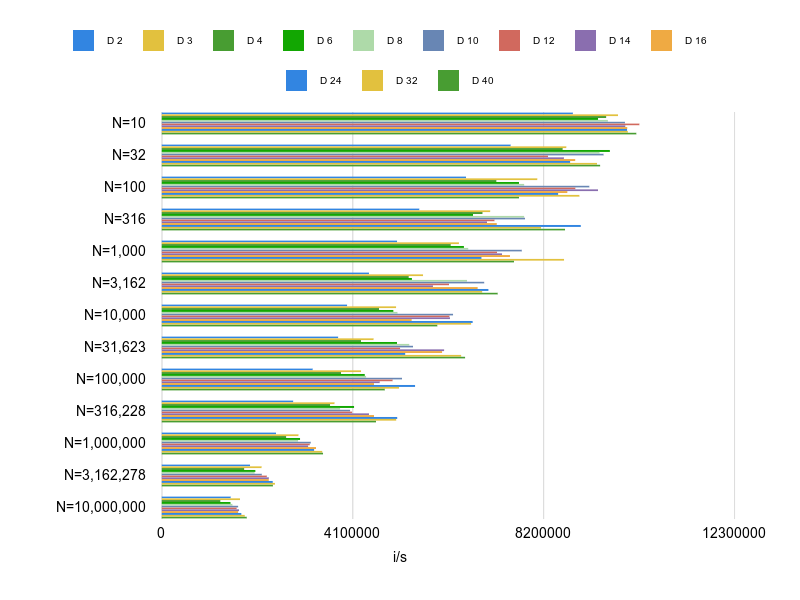 D 2 D 3 D 4 D 6 D 8 D 10 D 12 D 14 D 16
D 24 D 32 D 40
N=10
N=32
N=100
N=316
N=1,000
N=3,162
N=10,000
N=31,623
N=100,000
N=316,228
N=1,000,000
N=3,162,278
N=10,000,000
0 4100000 8200000 12300000
i/s